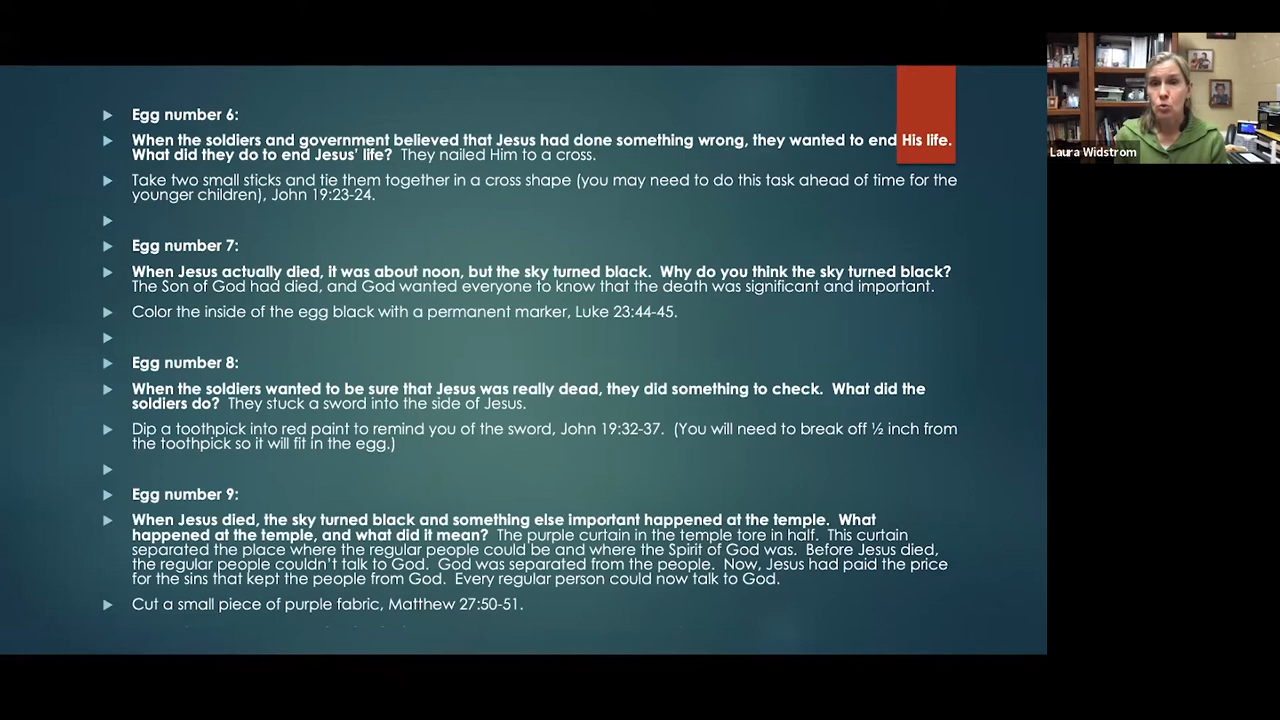 Egg number 6:
When the soldiers and government believed that Jesus had done something wrong, they wanted to end His life.
What did they do to end Jesus' life?  They nailed Him to a cross.
Take two small sticks and tie them together in a cross shape (you may need to do this task ahead of time for the
younger children), John 19:23-24.
Egg number 7:
When Jesus actually died, it was about noon, but the sky turned black.  Why do you think the sky turned black?
The Son of God had died, and God wanted everyone to know that the death was significant and important.
Color the inside of the egg black with a permanent marker, Luke 23:44-45.
Egg number 8:
When the soldiers wanted to be sure that Jesus was really dead, they did something to check.  What did the
soldiers do?  They stuck a sword into the side of Jesus.
Dip a toothpick into red paint to remind you of the sword, John 19:32-37.  (You will need to break off ½ inch from
the toothpick so it will fit in the egg.)
Egg number 9:
When Jesus died, the sky turned black and something else important happened at the temple.  What
happened at the temple, and what did it mean?  The purple curtain in the temple tore in half.  This curtain
separated the place where the regular people could be and where the Spirit of God was.  Before Jesus died,
the regular people couldn't talk to God.  God was separated from the people.  Now, Jesus had paid the price
for the sins that kept the people from God.  Every regular person could now talk to God.
Cut a small piece of purple fabric, Matthew 27:50-51.
Laura Widstrom